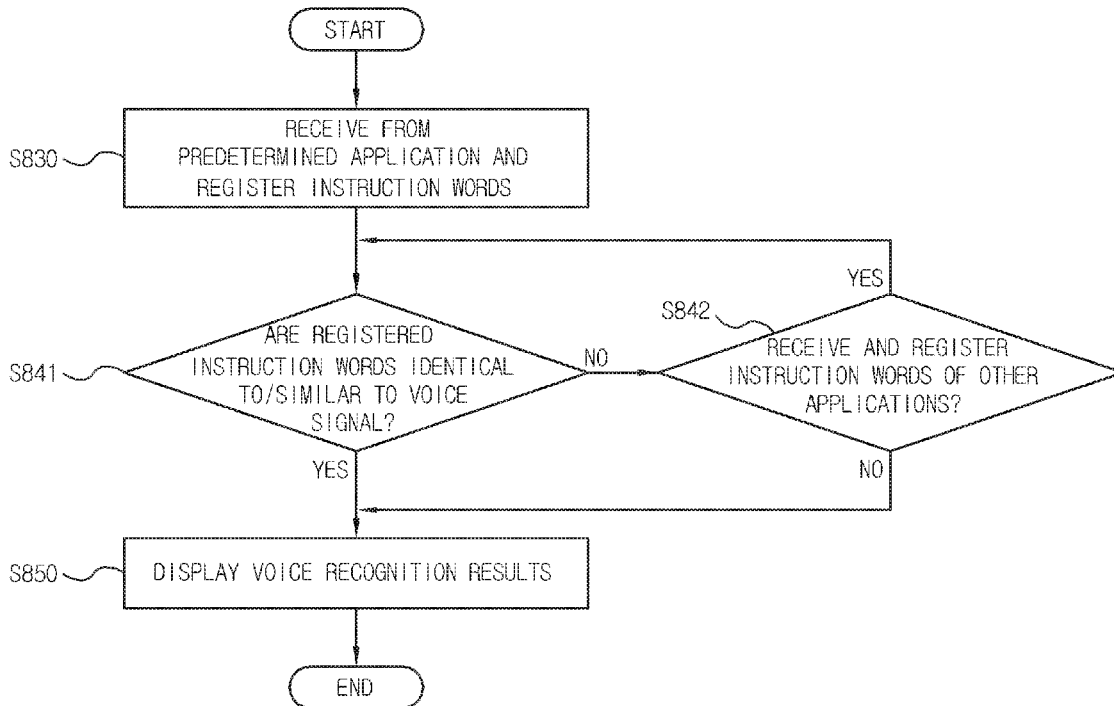 START
RECEIVE FROM
PREDETERMINED APPLICATION AND
REGISTER INSTRUCTION WORDS
S830
YES
S842
ARE REGISTERED
INSTRUCTION WORDS IDENTICAL
TO/SIMILAR TO VOICE
SIGNAL?
S841
NO
RECEIVE AND REGISTER
INSTRUCTION WORDS OF OTHER
APPLICATIONS?
YES
NO
S850
DISPLAY VOICE RECOGNITION RESULTS
END